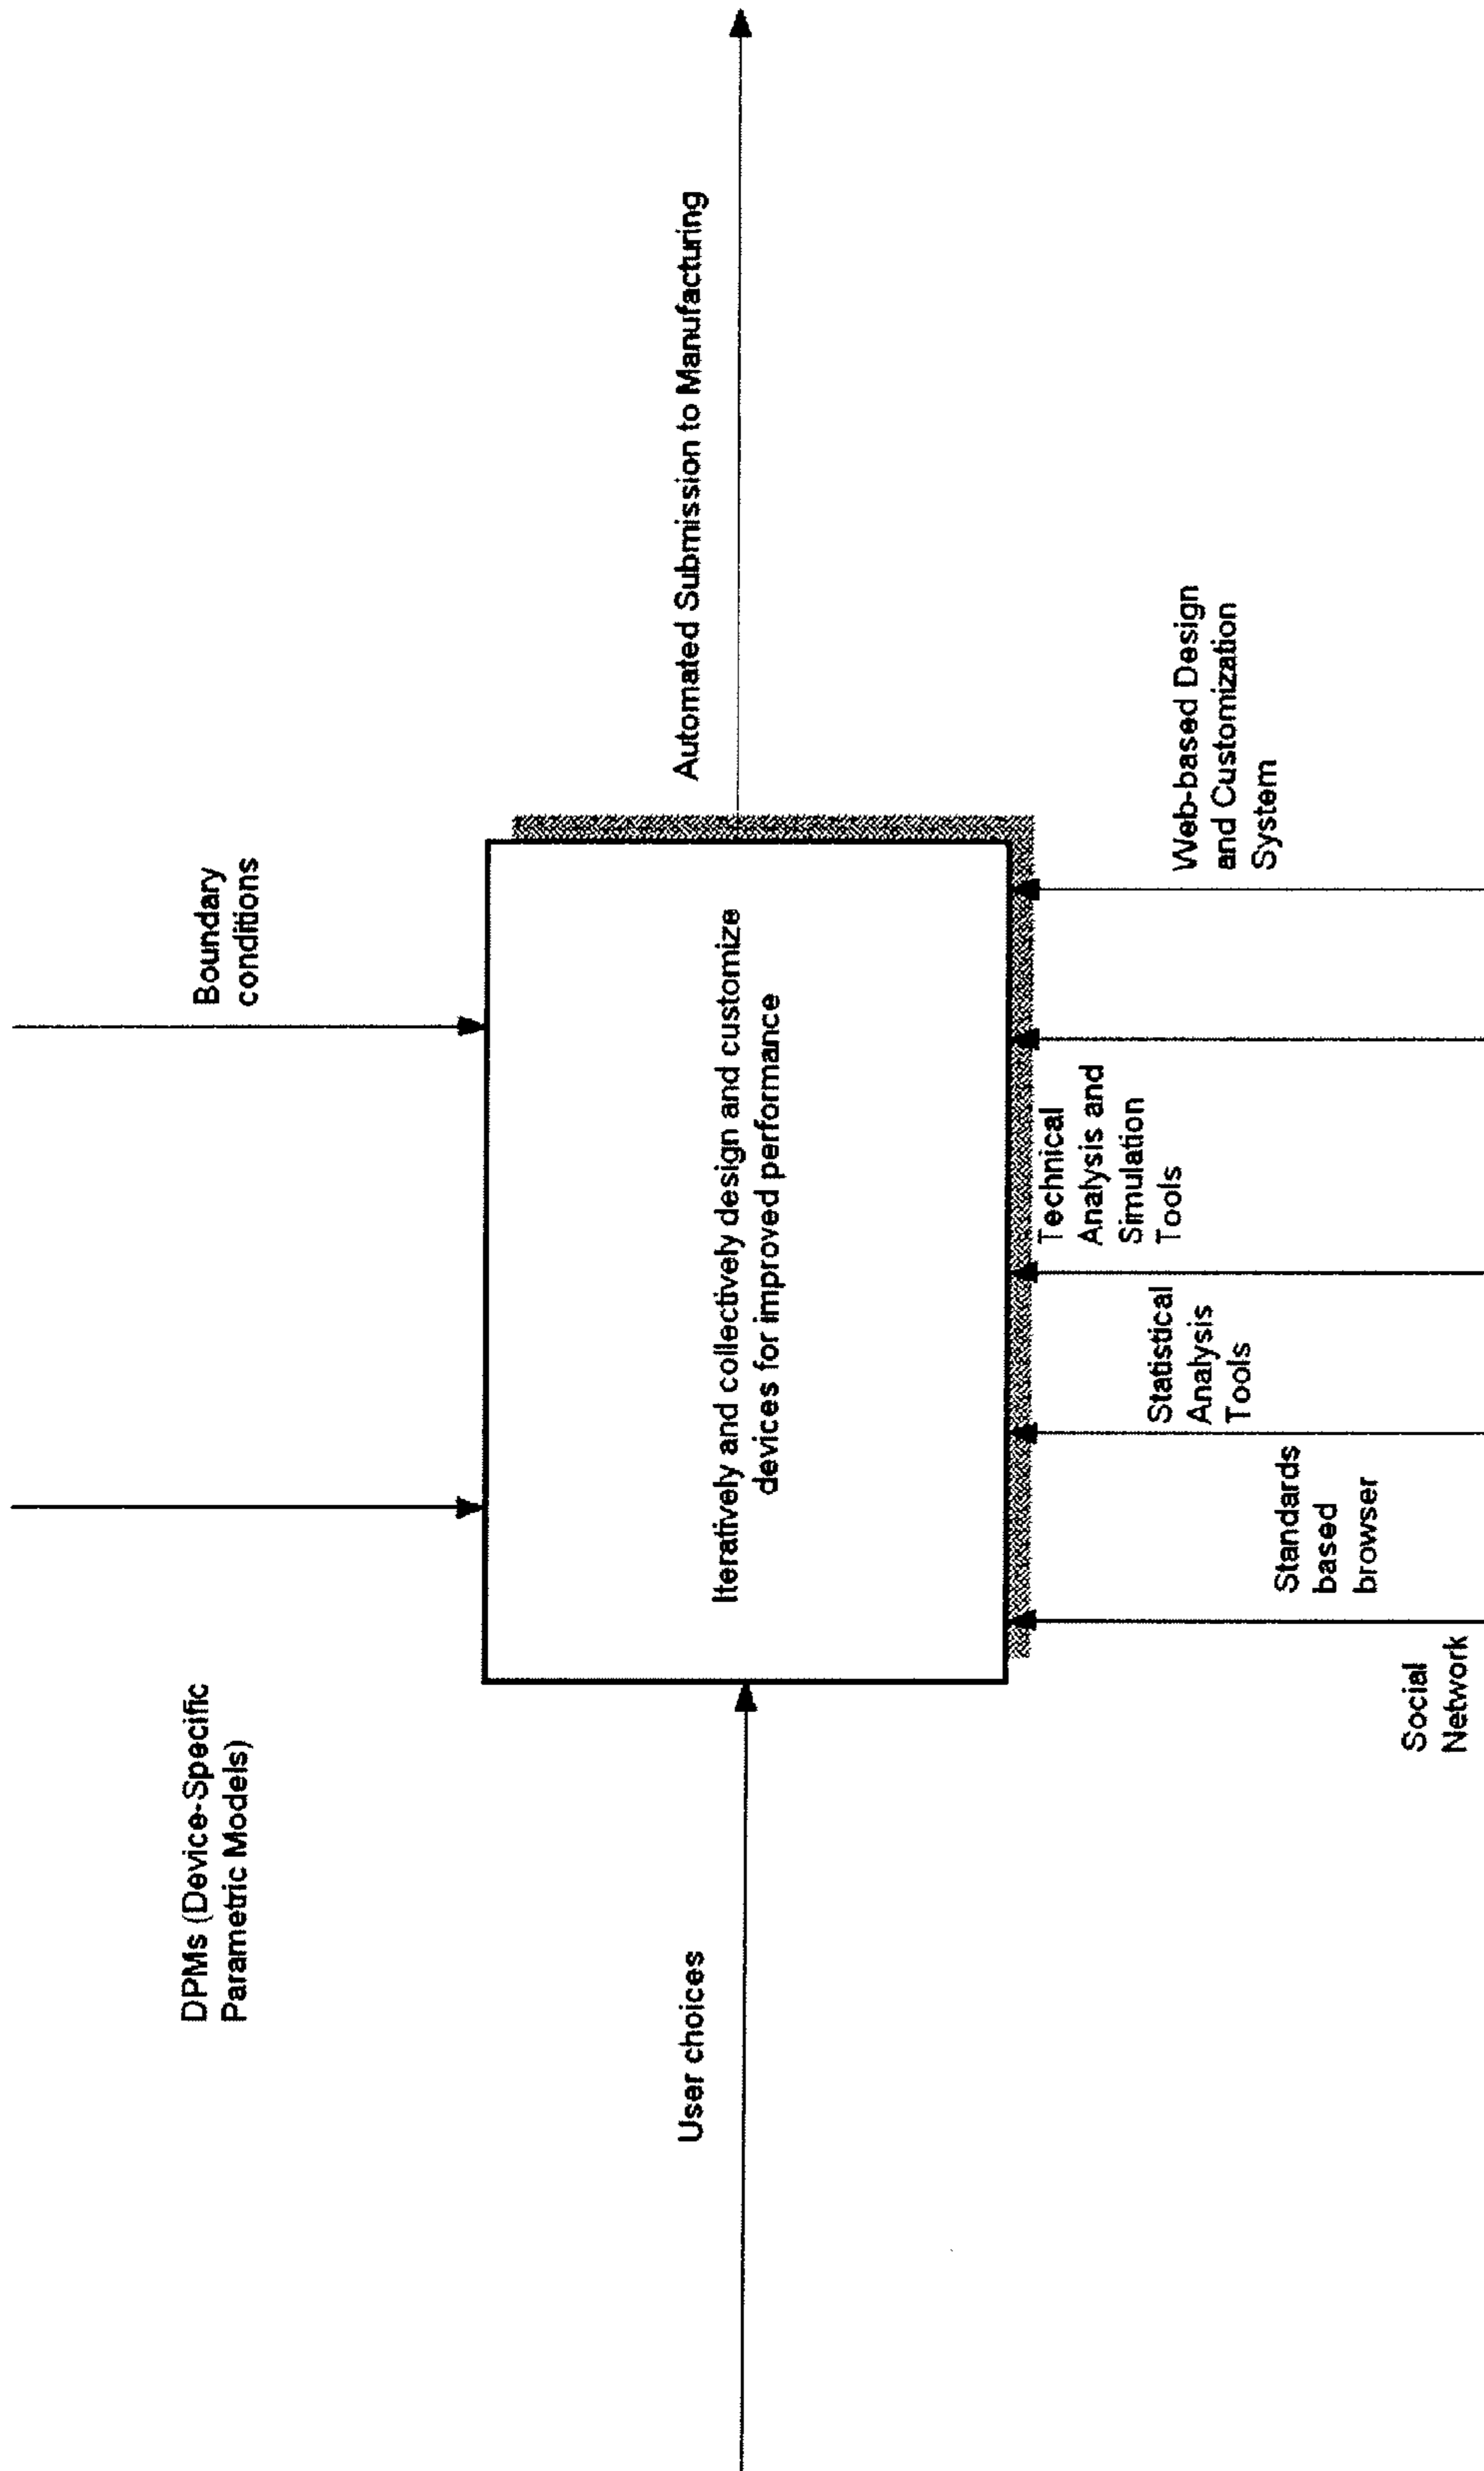 DPMs (Device-Specific
Parametric Models)
Boundary
conditions
User choices
Iteratively and collectively design and customize
devices for improved performance
Automated Submission to Manufacturing
Social
Network
Standards
based
browser
Statistical
Analysis
Tools
Technical
Analysis and
Simulation
Tools
Web-based Design
and Customization
System